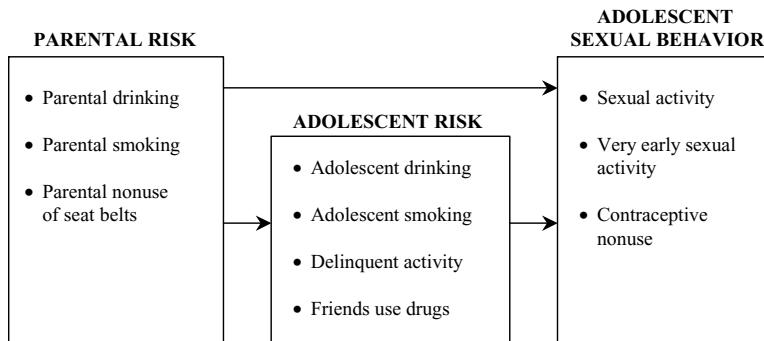 PARENTAL RISK
• Parental drinking
• Parental smoking
• Parental nonuse
of seat belts
ADOLESCENT RISK
• Adolescent drinking
• Adolescent smoking
• Delinquent activity
• Friends use drugs
ADOLESCENT
SEXUAL BEHAVIOR
• Sexual activity
• Very early sexual
activity
• Contraceptive
nonuse